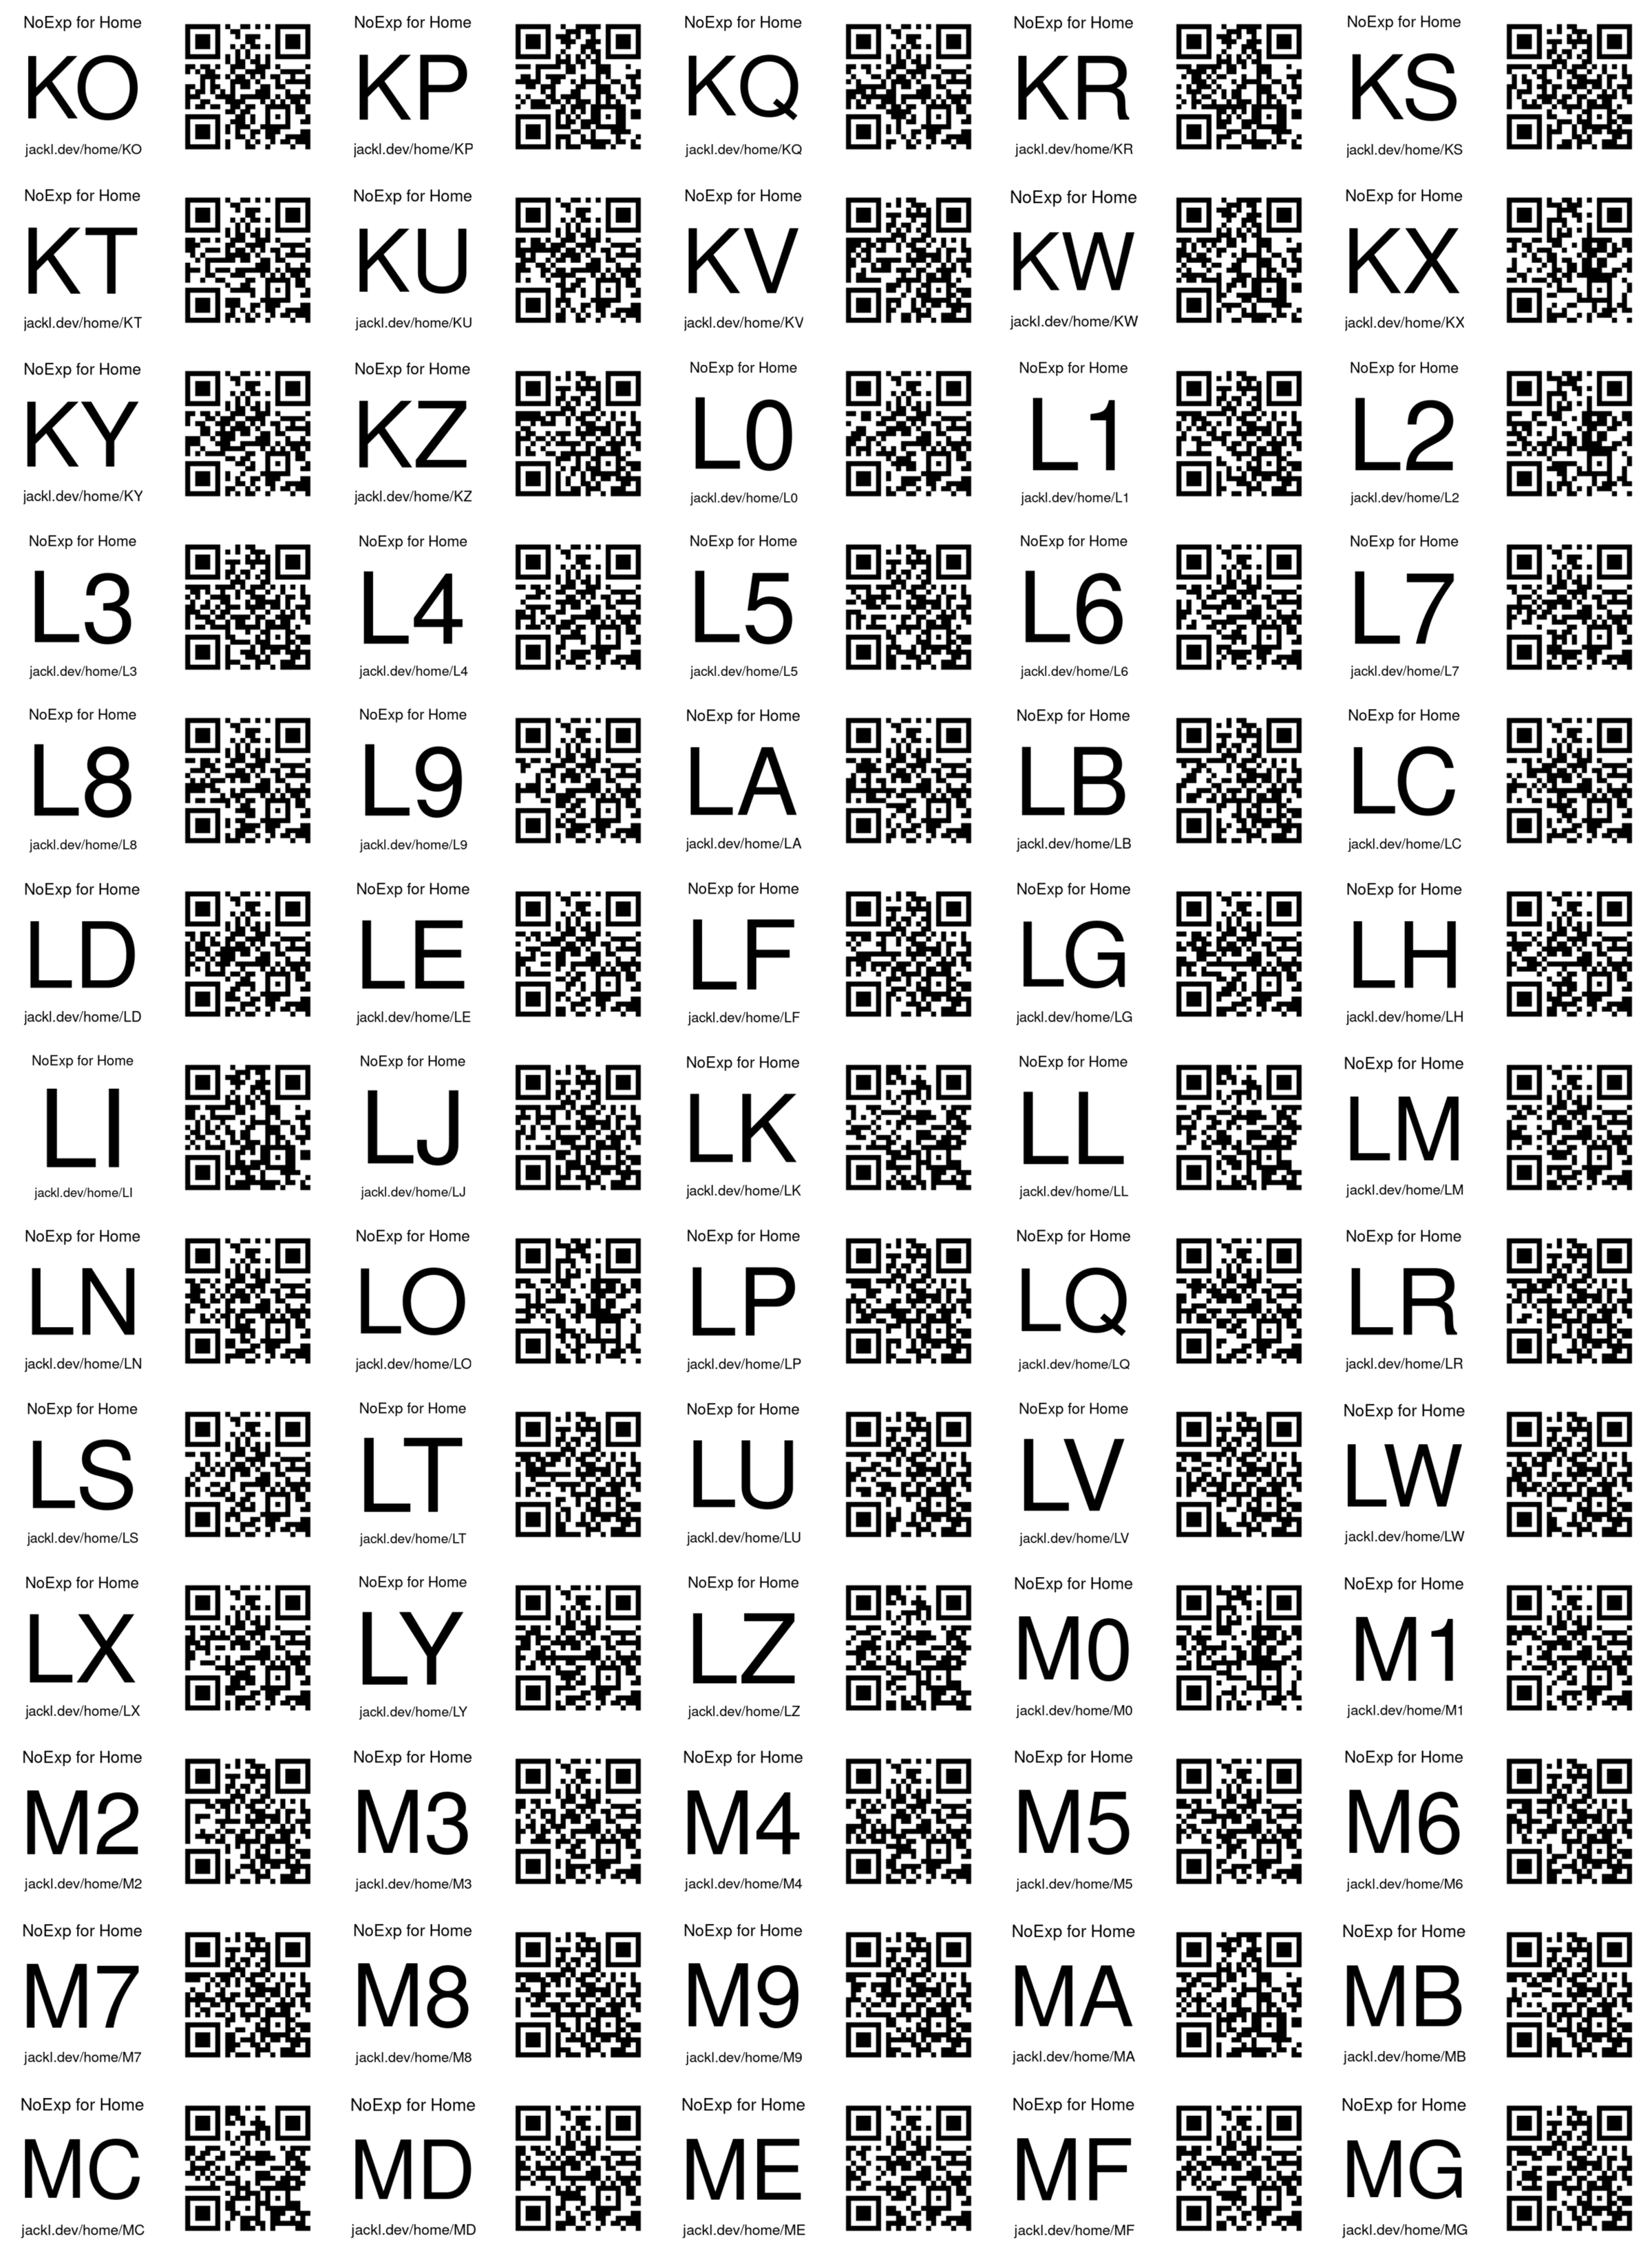 NoExp for Home NoExp for Home NoExp for Home NoExp for Home NoExp for Home
KO KP KQ KR KS
jackl.dev/home/KO jackl.dev/home/KP jackl.dev/home/KQ jackl.dev/home/KR jackl.dev/home/KS
NoExp for Home NoExp for Home NoExp for Home NoExp for Home NoExp for Home
KT KU KV KW KX
jackl.dev/home/KT jackl.dev/home/KU jackl.dev/home/KV jackl.dev/home/KW jackl.dev/home/KX
NoExp for Home NoExp for Home NoExp for Home NoExp for Home NoExp for Home
KY KZ L0 L1 L2
jackl.dev/home/KY jackl.dev/home/KZ jackl.dev/home/L0 jackl.dev/home/L1 jackl.dev/home/L2
NoExp for Home NoExp for Home NoExp for Home NoExp for Home NoExp for Home
L3 L4 L5 L6 L7
jackl.dev/home/L3 jackl.dev/home/L4 jackl.dev/home/L5 jackl.dev/home/L6 jackl.dev/home/L7
NoExp for Home NoExp for Home NoExp for Home NoExp for Home NoExp for Home
L8 L9 LA LB LC
jackl.dev/home/L8 jackl.dev/home/L9 jackl.dev/home/LA jackl.dev/home/LB jackl.dev/home/LC
NoExp for Home NoExp for Home NoExp for Home NoExp for Home NoExp for Home
LD LE LF LG LH
jackl.dev/home/LD jackl.dev/home/LE jackl.dev/home/LF jackl.dev/home/LG jackl.dev/home/LH
NoExp for Home NoExp for Home NoExp for Home NoExp for Home NoExp for Home
LI LJ LK LL LM
jackl.dev/home/LI jackl.dev/home/LJ jackl.dev/home/LK jackl.dev/home/LL jackl.dev/home/LM
NoExp for Home NoExp for Home NoExp for Home NoExp for Home NoExp for Home
LN LO LP LQ LR
jackl.dev/home/LN jackl.dev/home/LO jackl.dev/home/LP jackl.dev/home/LQ jackl.dev/home/LR
NoExp for Home NoExp for Home NoExp for Home NoExp for Home NoExp for Home
LS LT LU LV LW
jackl.dev/home/LS jackl.dev/home/LT jackl.dev/home/LU jackl.dev/home/LV jackl.dev/home/LW
NoExp for Home NoExp for Home NoExp for Home NoExp for Home NoExp for Home
LX LY LZ M0 M1
jackl.dev/home/LX jackl.dev/home/LY jackl.dev/home/LZ jackl.dev/home/M0 jackl.dev/home/M1
NoExp for Home NoExp for Home NoExp for Home NoExp for Home NoExp for Home
M2 M3 M4 M5 M6
jackl.dev/home/M2 jackl.dev/home/M3 jackl.dev/home/M4 jackl.dev/home/M5 jackl.dev/home/M6
NoExp for Home NoExp for Home NoExp for Home NoExp for Home NoExp for Home
M7 M8 M9 MA MB
jackl.dev/home/M7 jackl.dev/home/M8 jackl.dev/home/M9 jackl.dev/home/MA jackl.dev/home/MB
NoExp for Home NoExp for Home NoExp for Home NoExp for Home NoExp for Home
MC MD ME MF MG
jackl.dev/home/MC jackl.dev/home/MD jackl.dev/home/ME jackl.dev/home/MF jackl.dev/home/MG